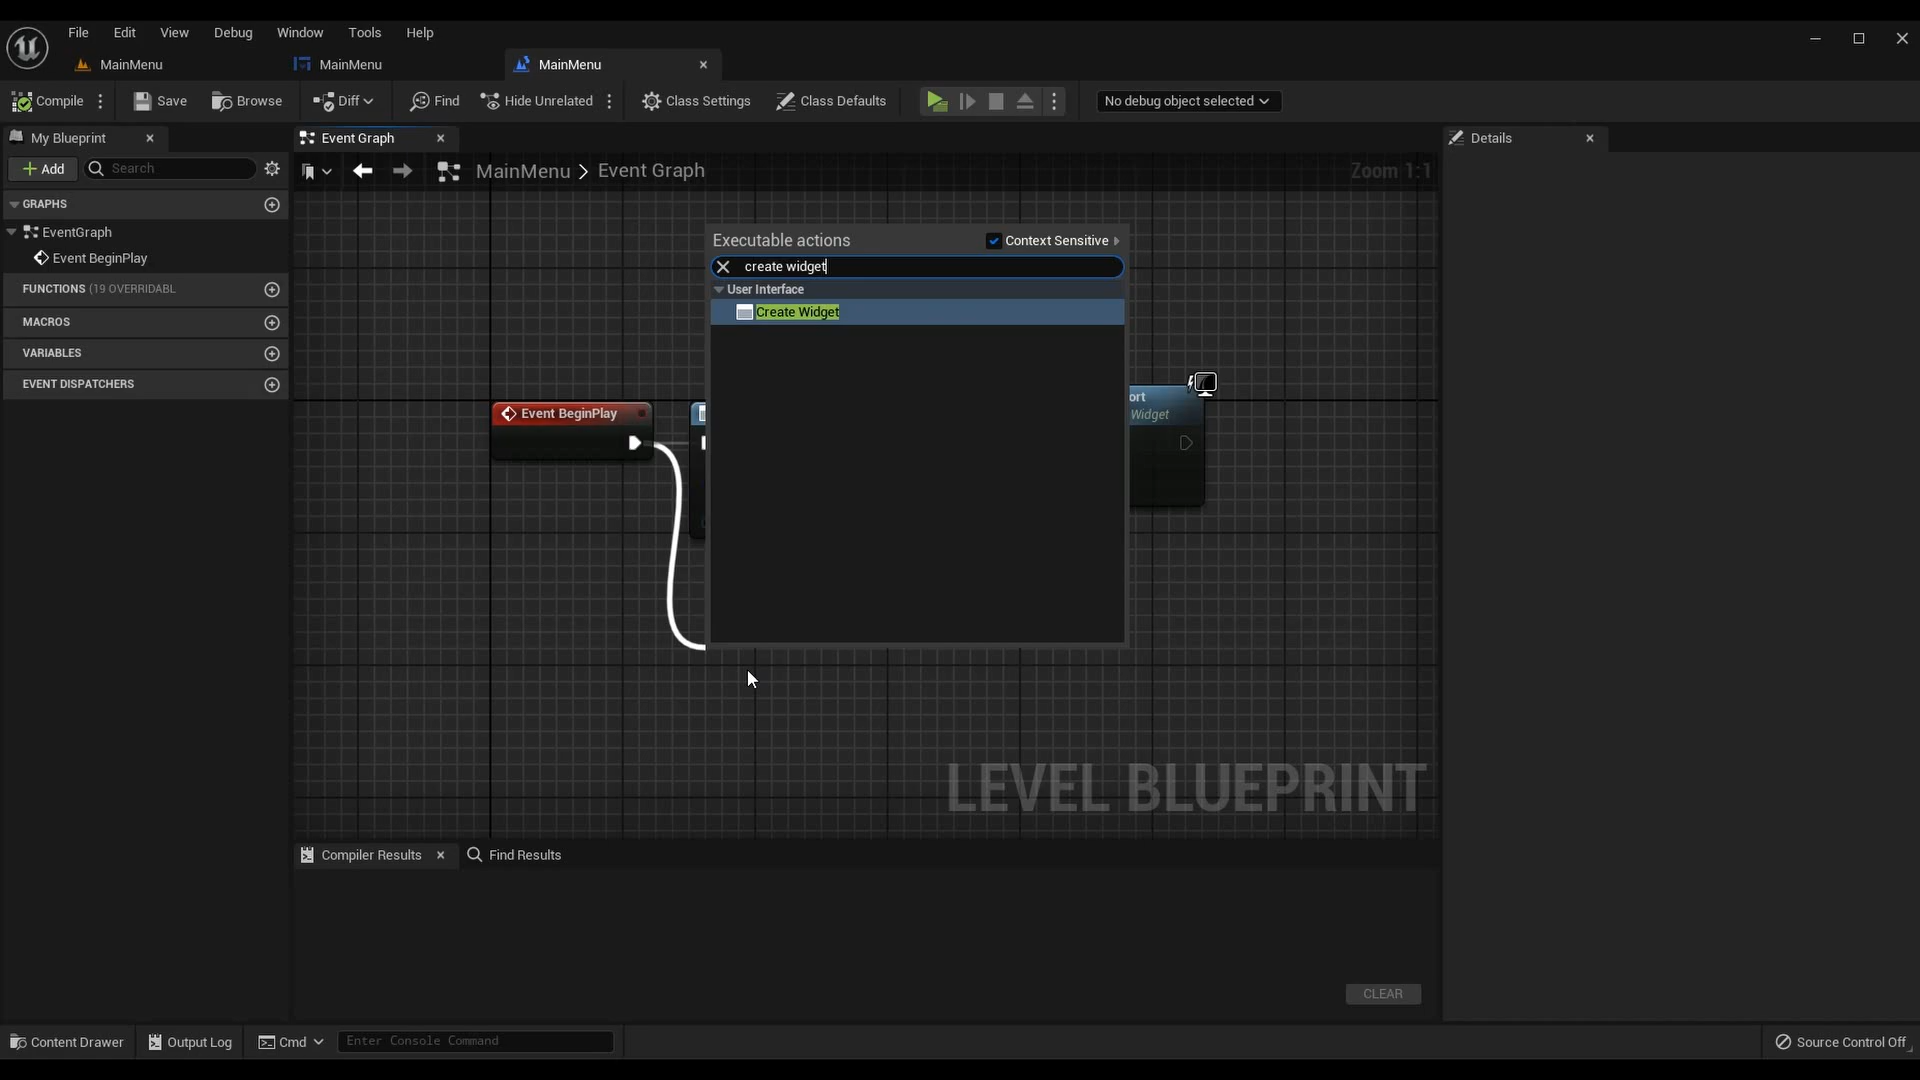 File Edit View Debug Window Tools Help
MainMenu MainMenu MainMenu
Compile Save Browse Diff Find Hide Unrelated Class Settings Class Defaults No debug object selected
My Blueprint Event Graph Details
Add Search MainMenu > Event Graph Zoom 1:1
GRAPHS
EventGraph
Event BeginPlay
FUNCTIONS (19 OVERRIDABL
MACROS
VARIABLES
EVENT DISPATCHERS
Executable actions Context Sensitive
create widget
User Interface
Create Widget
ort
Widget
Event BeginPlay
LEVEL BLUEPRINT
Compiler Results Find Results
CLEAR
Content Drawer Output Log Cmd Enter Console Command Source Control Off